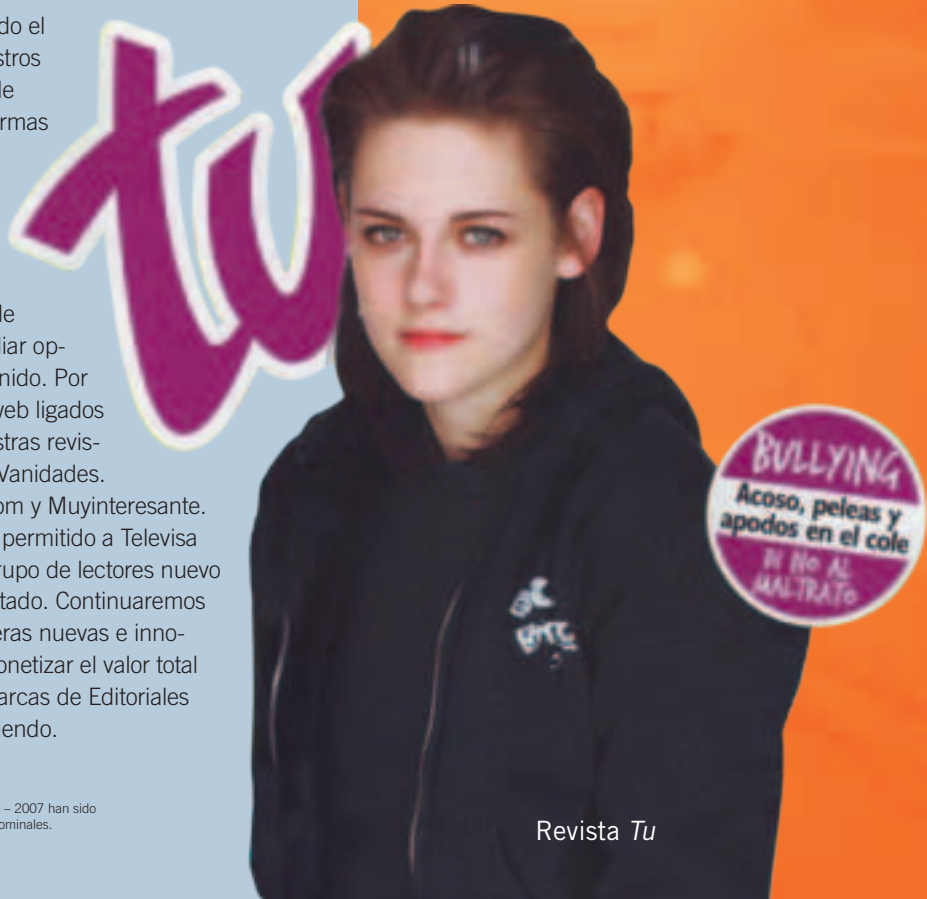 do el
stros
le
rmas
tu
le
liar op-
nido. Por
web ligados
stras revis-
Vanidades.
om y Muyinteresante.
permitido a Televisa
rupo de lectores nuevo
tado. Continuaremos
eras nuevas e inno-
onetizar el valor total
arcas de Editoriales
endo.
– 2007 han sido
ominales.
BULLYING
Acoso, peleas y
apodos en el cole
DI NO AL
MALTRATO
Revista Tu